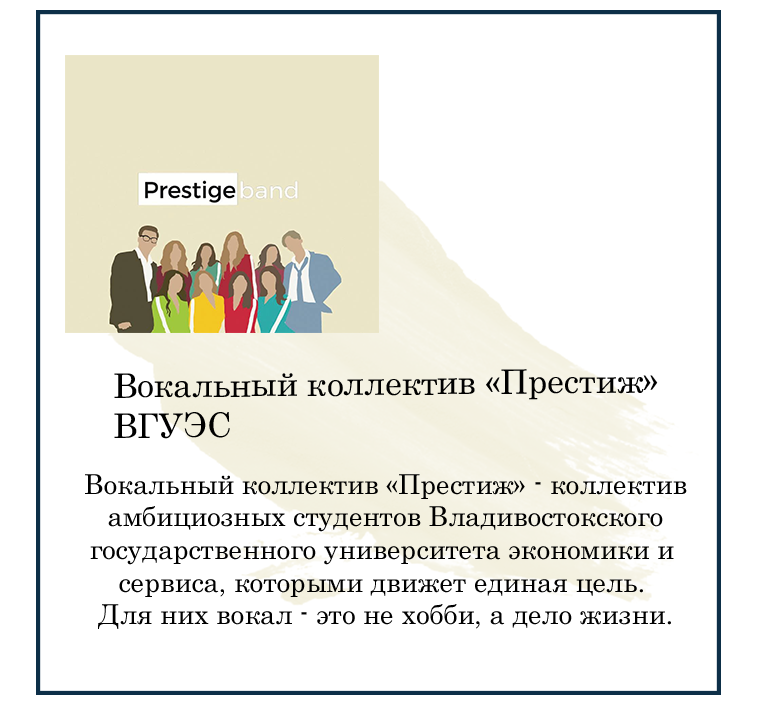 Prestige band
Вокальный коллектив «Престиж»
ВГУЭС
Вокальный коллектив «Престиж» - коллектив
амбициозных студентов Владивостокского
государственного университета экономики и
сервиса, которыми движет единая цель.
Для них вокал - это не хобби, а дело жизни.